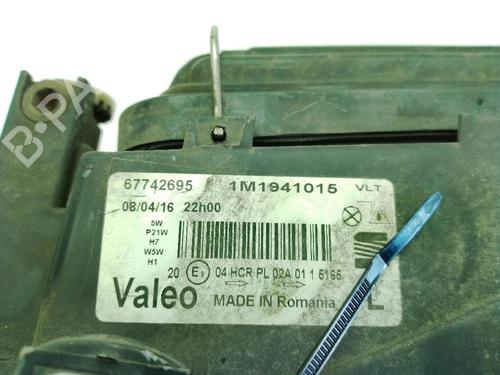 67742695 1M1941015 VLT
08/04/16 22h00
5W
P21W
H7
W5W
H1
20 E 04 HCR PL 02A 01 1 5165
Valeo MADE IN Romania
L
B-PA